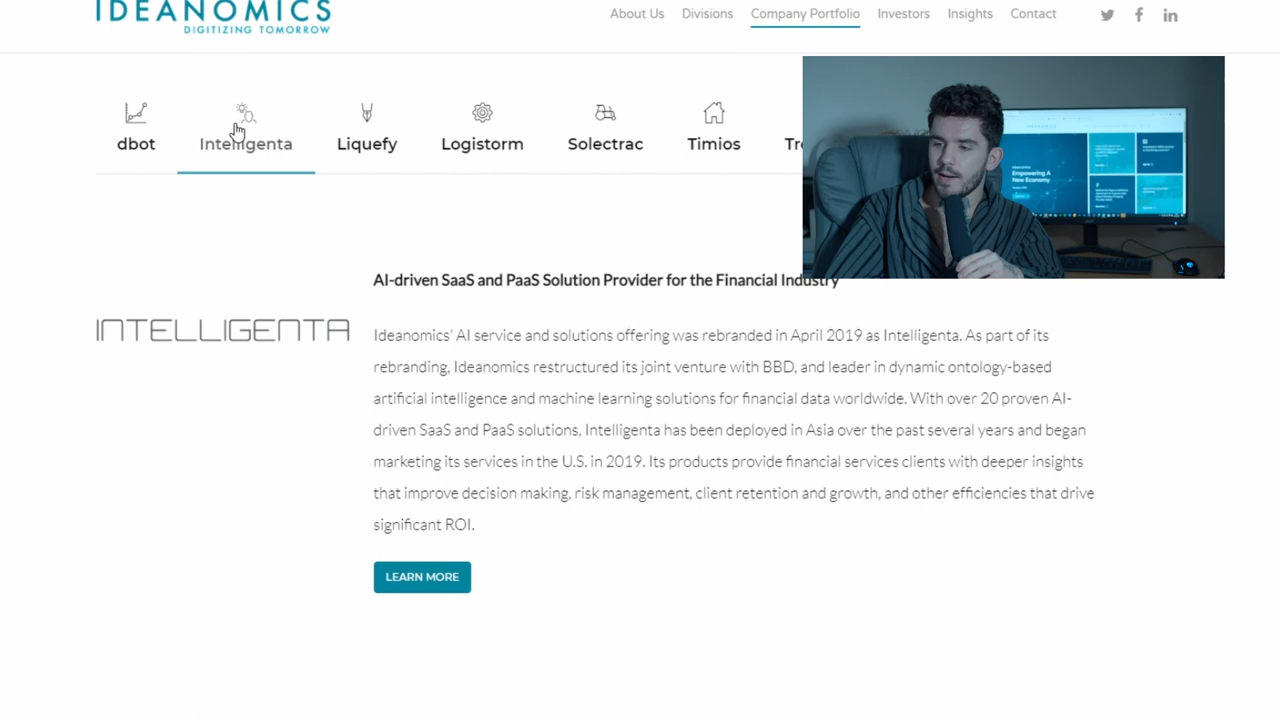 IDEANOMICS
DIGITIZING TOMORROW
About Us Divisions Company Portfolio Investors Insights Contact
dbot Intelligenta Liquefy Logistorm Solectrac Timios
Empowering A
New Economy
AI-driven SaaS and PaaS Solution Provider for the Financial Industry
INTELLIGENTA
Ideanomics' AI service and solutions offering was rebranded in April 2019 as Intelligenta. As part of its
rebranding, Ideanomics restructured its joint venture with BBD, and leader in dynamic ontology-based
artificial intelligence and machine learning solutions for financial data worldwide. With over 20 proven AI-
driven SaaS and PaaS solutions, Intelligenta has been deployed in Asia over the past several years and began
marketing its services in the U.S. in 2019. Its products provide financial services clients with deeper insights
that improve decision making, risk management, client retention and growth, and other efficiencies that drive
significant ROI.
LEARN MORE